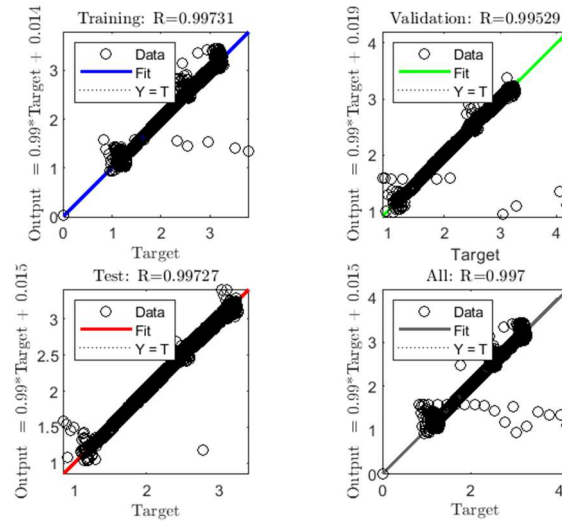 Training: R=0.99731
Output = 0.99*Target + 0.014
3
2
1
0
Data
Fit
Y = T
0 1 2 3
Target
Validation: R=0.99529
Output = 0.99*Target + 0.019
4
3
2
1
Data
Fit
Y = T
1 2 3 4
Target
Test: R=0.99727
Output = 0.99*Target + 0.015
3
2.5
2
1.5
1
Data
Fit
Y = T
1 2 3
Target
All: R=0.997
Output = 0.99*Target + 0.015
4
3
2
1
0
Data
Fit
Y = T
0 1 2 3 4
Target